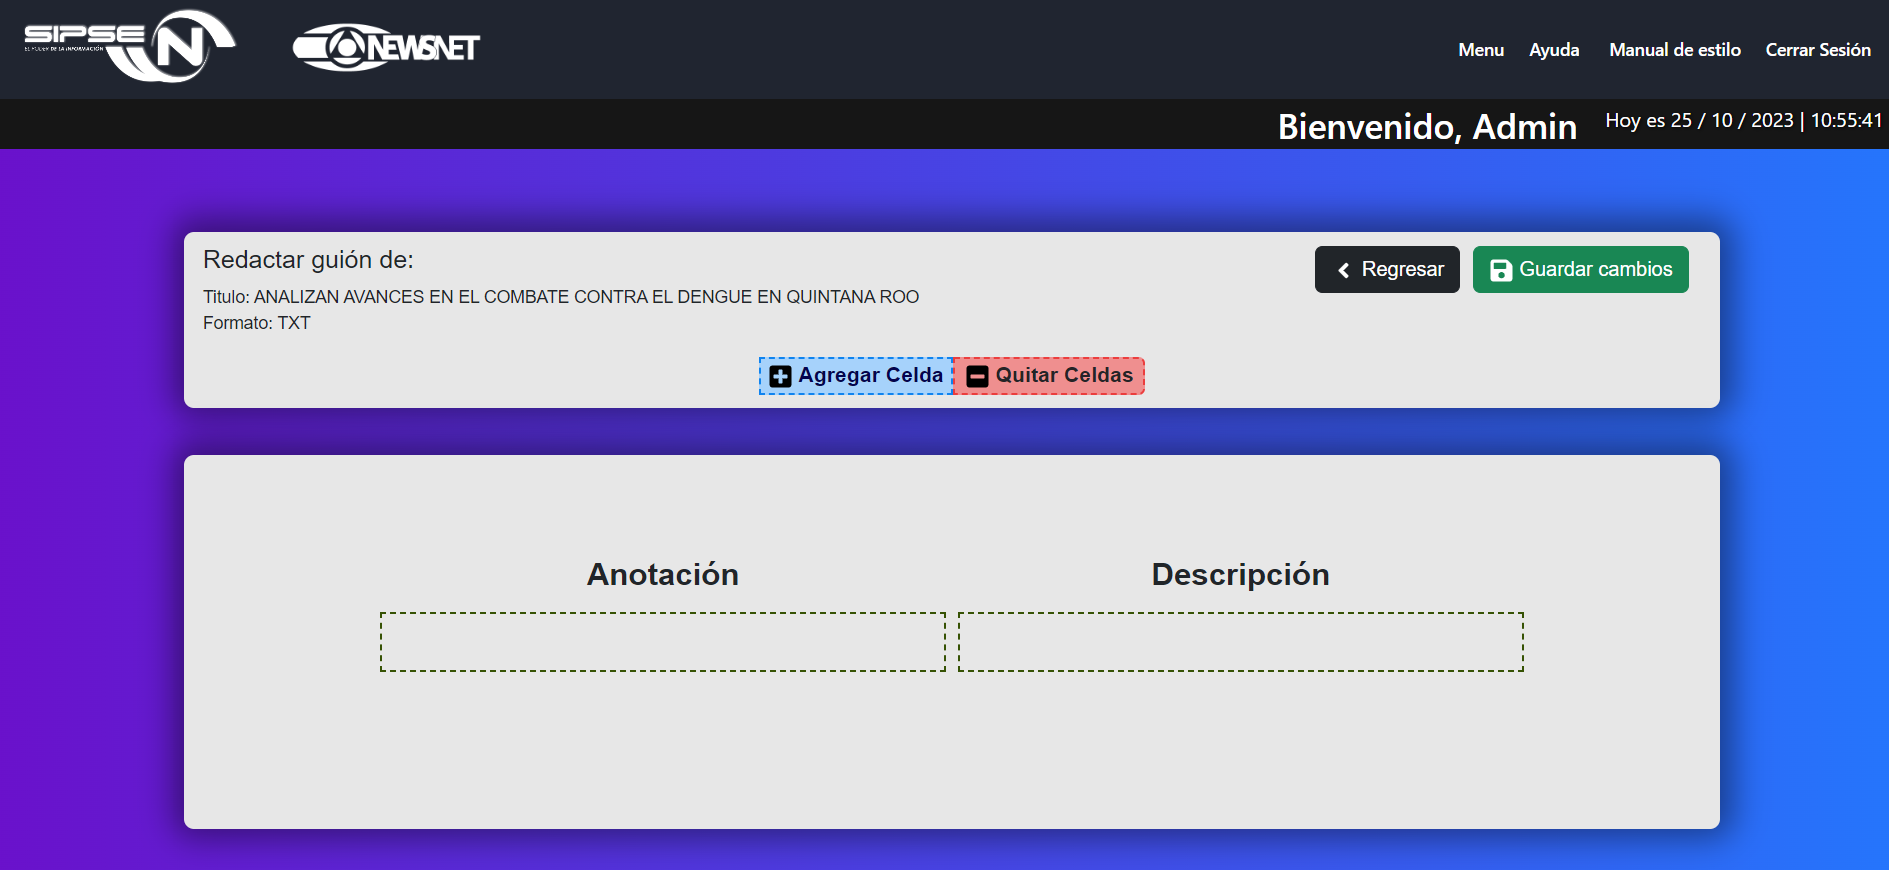 SIPSE N
EL PODER DE LA INFORMACIÓN
NEWSNET
Menu Ayuda Manual de estilo Cerrar Sesión
Bienvenido, Admin Hoy es 25 / 10 / 2023 | 10:55:41
Redactar guión de:
Regresar Guardar cambios
Titulo: ANALIZAN AVANCES EN EL COMBATE CONTRA EL DENGUE EN QUINTANA ROO
Formato: TXT
Agregar Celda Quitar Celdas
Anotación Descripción